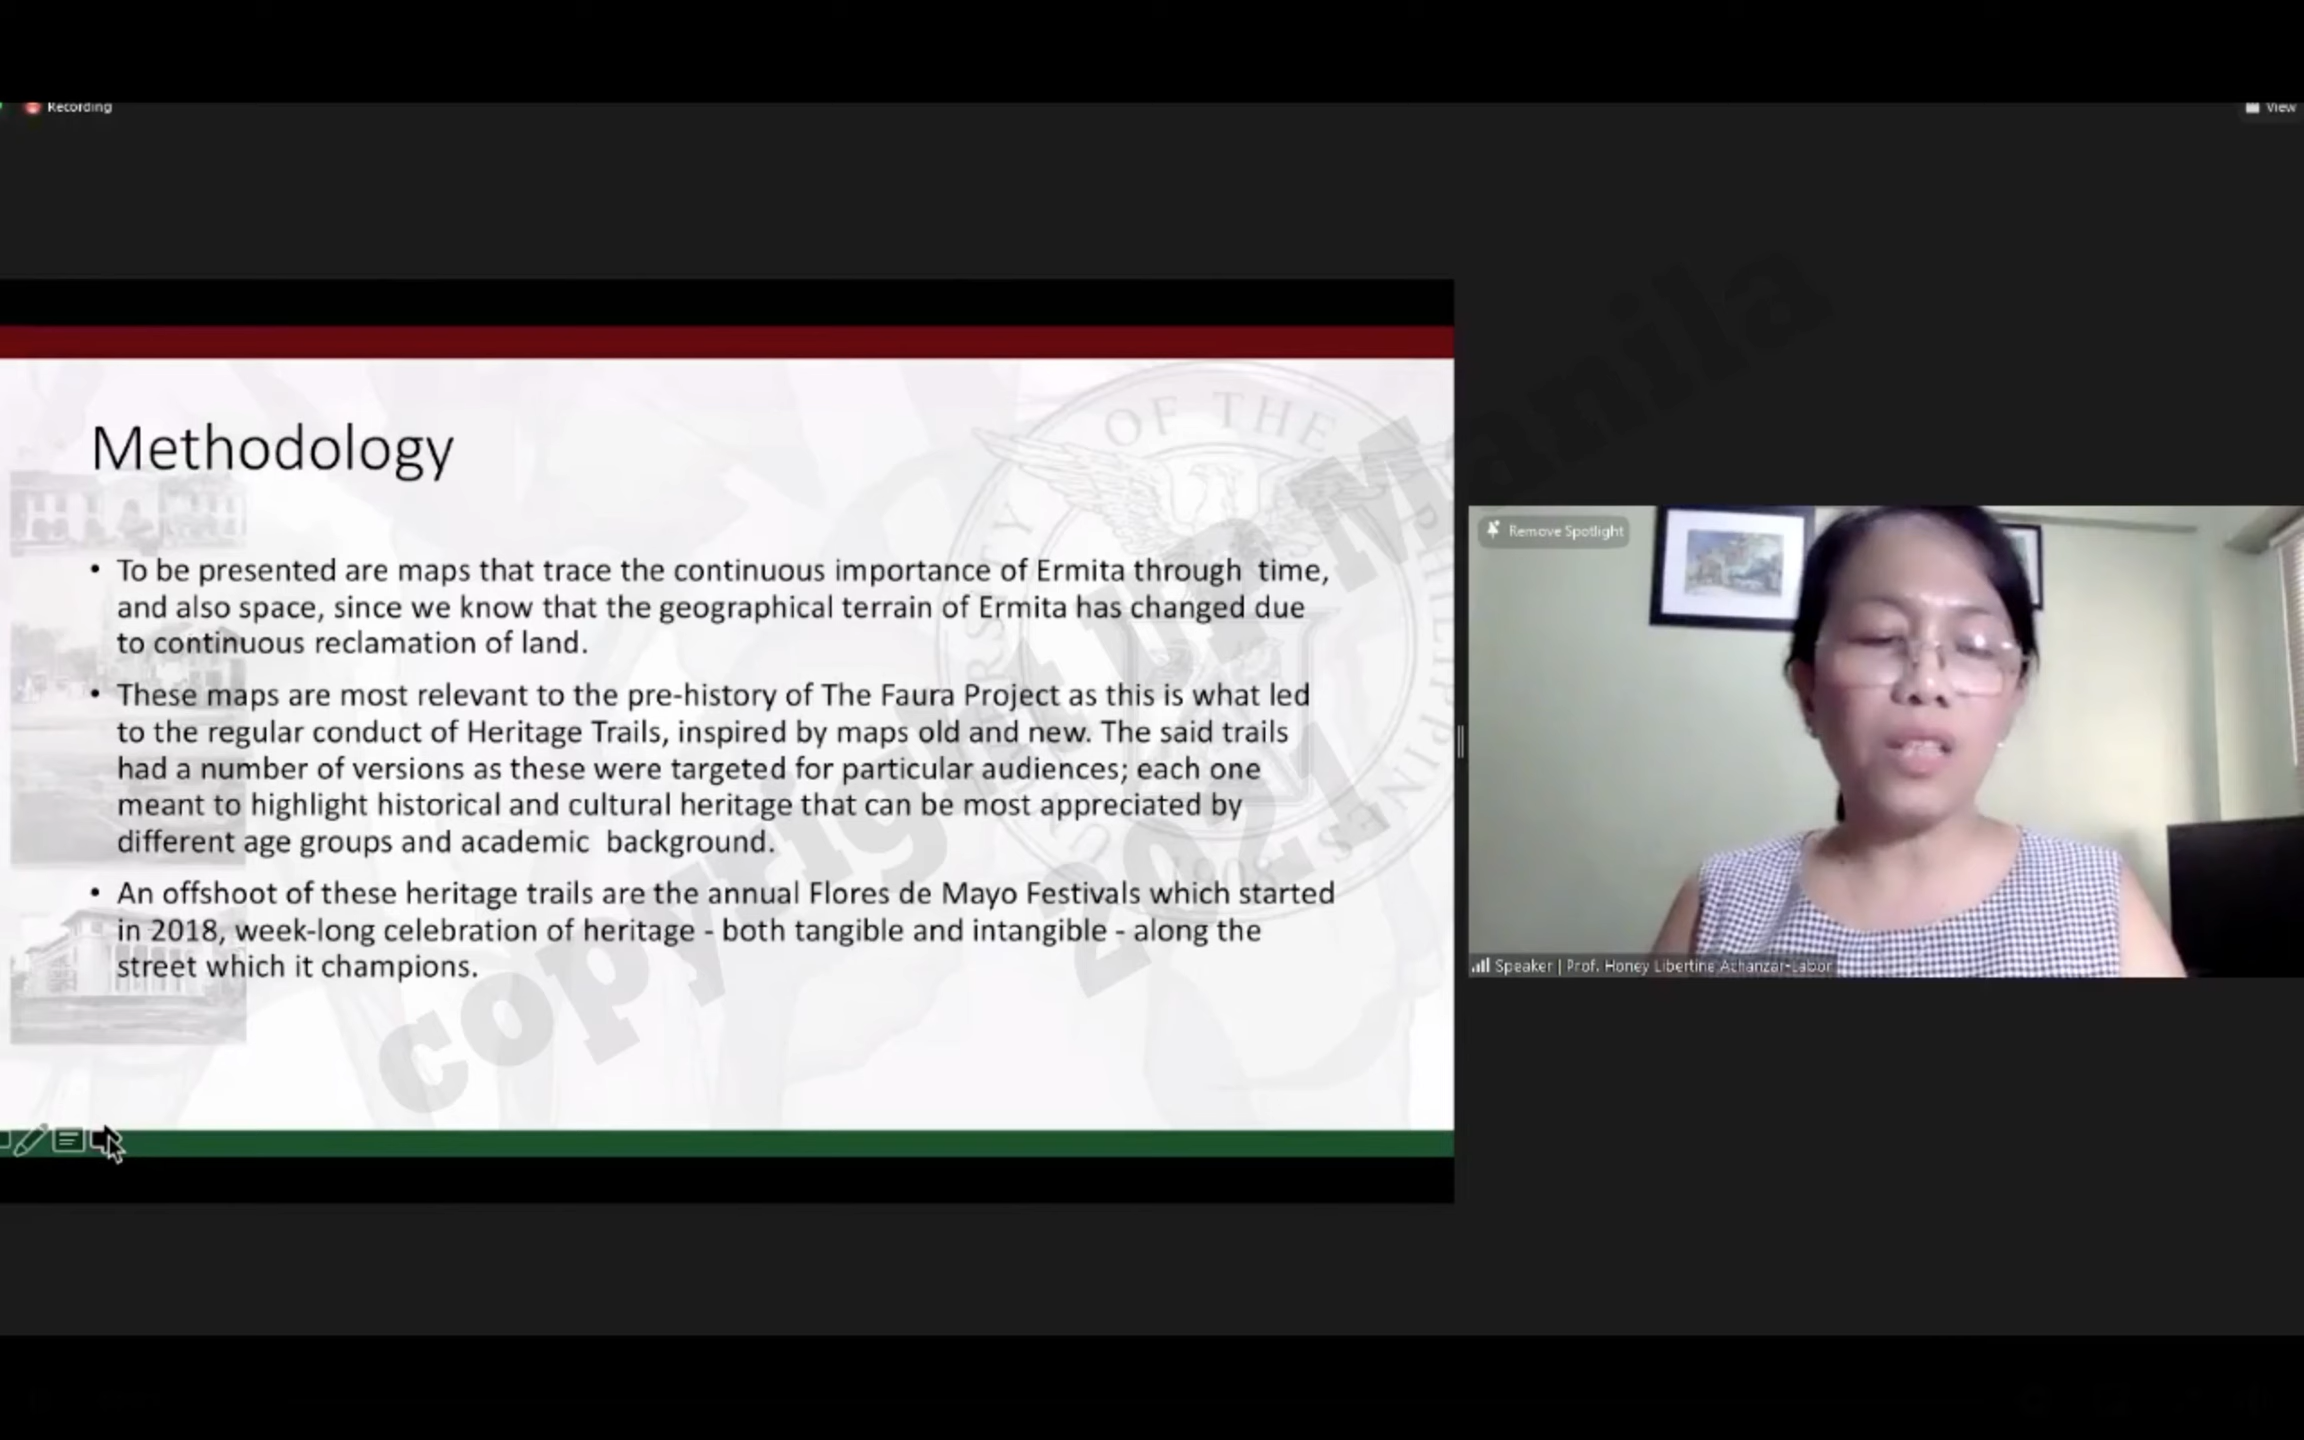 Recording
View
Methodology
OF THE
• To be presented are maps that trace the continuous importance of Ermita through  time,
and also space, since we know that the geographical terrain of Ermita has changed due
to continuous reclamation of land.
• These maps are most relevant to the pre-history of The Faura Project as this is what led
to the regular conduct of Heritage Trails, inspired by maps old and new. The said trails
had a number of versions as these were targeted for particular audiences; each one
meant to highlight historical and cultural heritage that can be most appreciated by
different age groups and academic  background.
• An offshoot of these heritage trails are the annual Flores de Mayo Festivals which started
in 2018, week-long celebration of heritage - both tangible and intangible - along the
street which it champions.
1908
copyright UP Manila
2021
Remove Spotlight
Speaker | Prof. Honey Libertine Achanzar-Labor